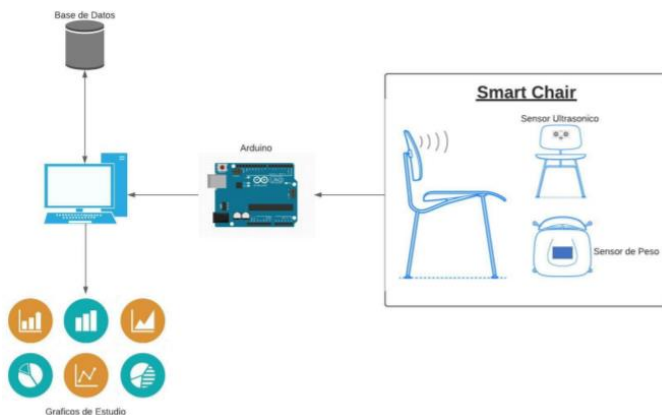 Base de Datos
Smart Chair
Sensor Ultrasonico
Arduino
Sensor de Peso
Graficos de Estudio